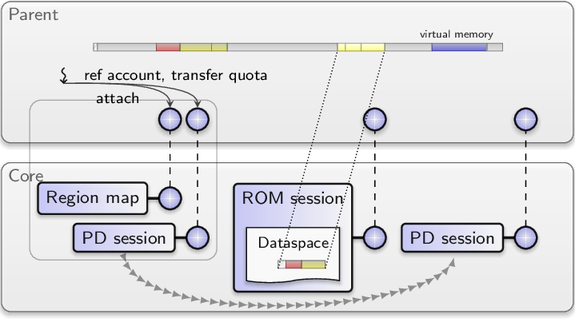 Parent
virtual memory
ref account, transfer quota
attach
Core
Region map
ROM session
PD session
Dataspace
PD session